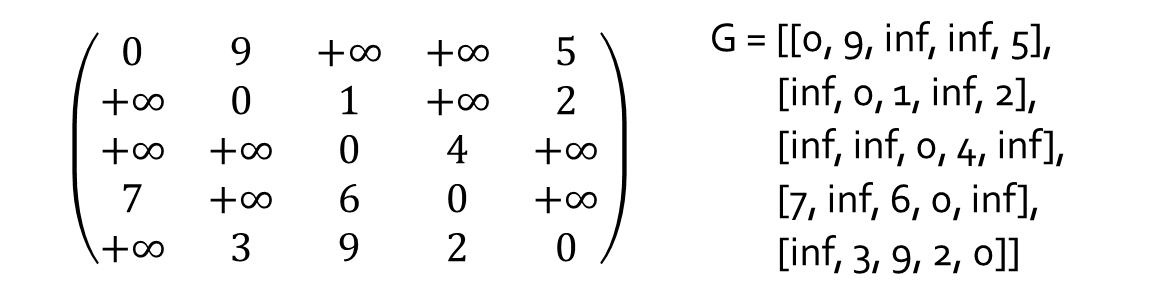 0 9 +∞ +∞ 5
+∞ 0 1 +∞ 2
+∞ +∞ 0 4 +∞
7 +∞ 6 0 +∞
+∞ 3 9 2 0
G = [[0, 9, inf, inf, 5],
[inf, 0, 1, inf, 2],
[inf, inf, 0, 4, inf],
[7, inf, 6, 0, inf],
[inf, 3, 9, 2, 0]]